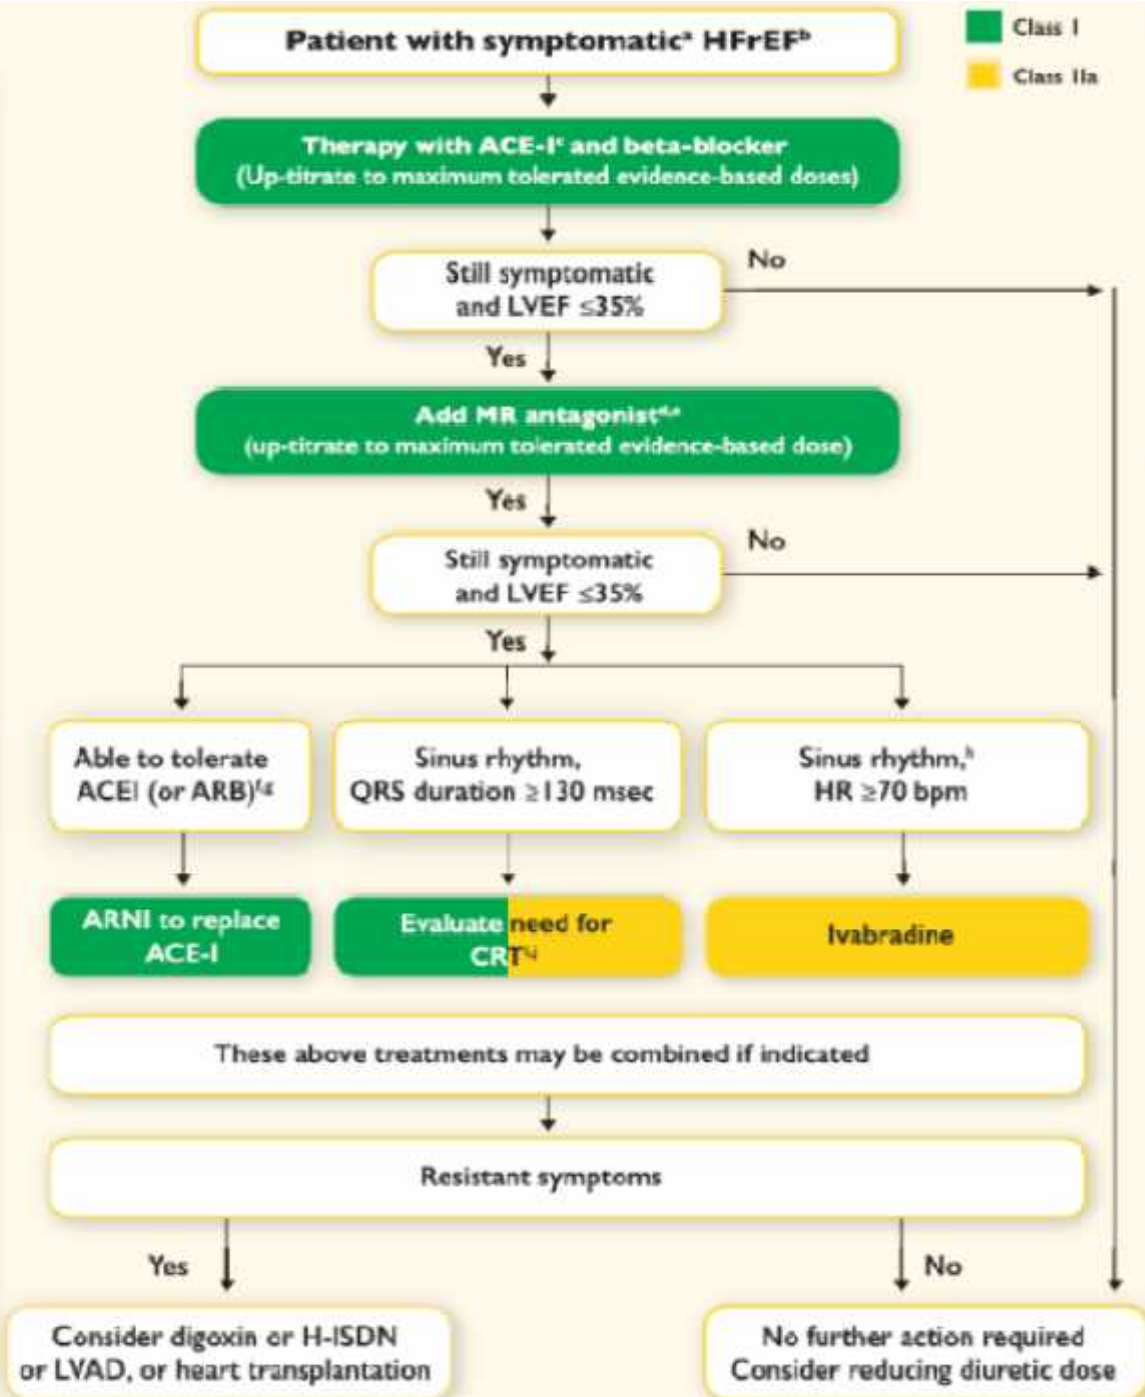 Patient with symptomaticᵃ HFrEFᵇ
Class I
Class IIa
Therapy with ACE-Iᶜ and beta-blocker
(Up-titrate to maximum tolerated evidence-based doses)
Still symptomatic
and LVEF ≤35%
No
Yes
Add MR antagonistᵈ,ᵉ
(up-titrate to maximum tolerated evidence-based dose)
Yes
Still symptomatic
and LVEF ≤35%
No
Yes
Able to tolerate
ACEI (or ARB)ᶠ,ᵍ
Sinus rhythm,
QRS duration ≥130 msec
Sinus rhythm,ʰ
HR ≥70 bpm
ARNI to replace
ACE-I
Evaluate need for
CRTⁱ,ʲ
Ivabradine
These above treatments may be combined if indicated
Resistant symptoms
Yes
No
Consider digoxin or H-ISDN
or LVAD, or heart transplantation
No further action required
Consider reducing diuretic dose